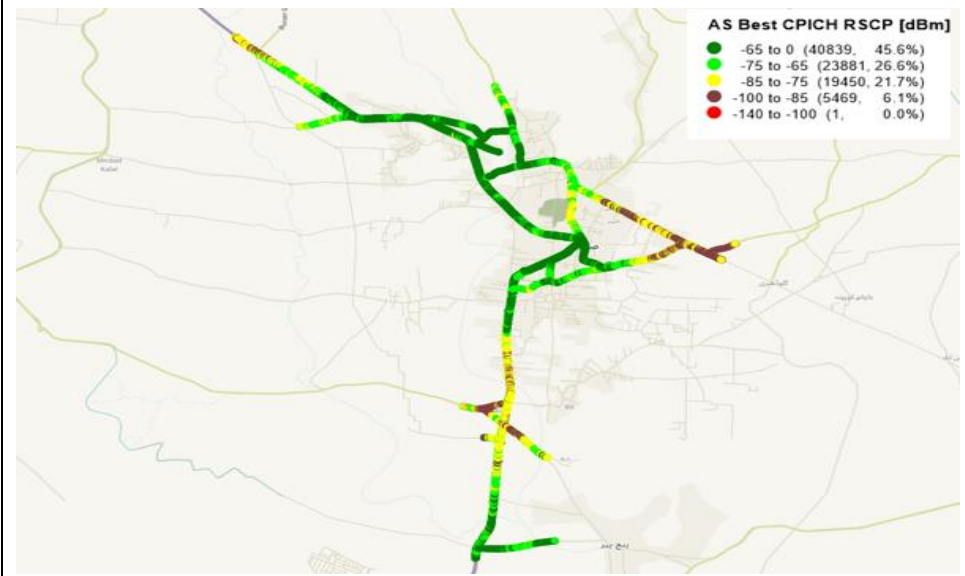 AS Best CPICH RSCP [dBm]
-65 to 0 (40839, 45.6%)
-75 to -65 (23881, 26.6%)
-85 to -75 (19450, 21.7%)
-100 to -85 (5469, 6.1%)
-140 to -100 (1, 0.0%)